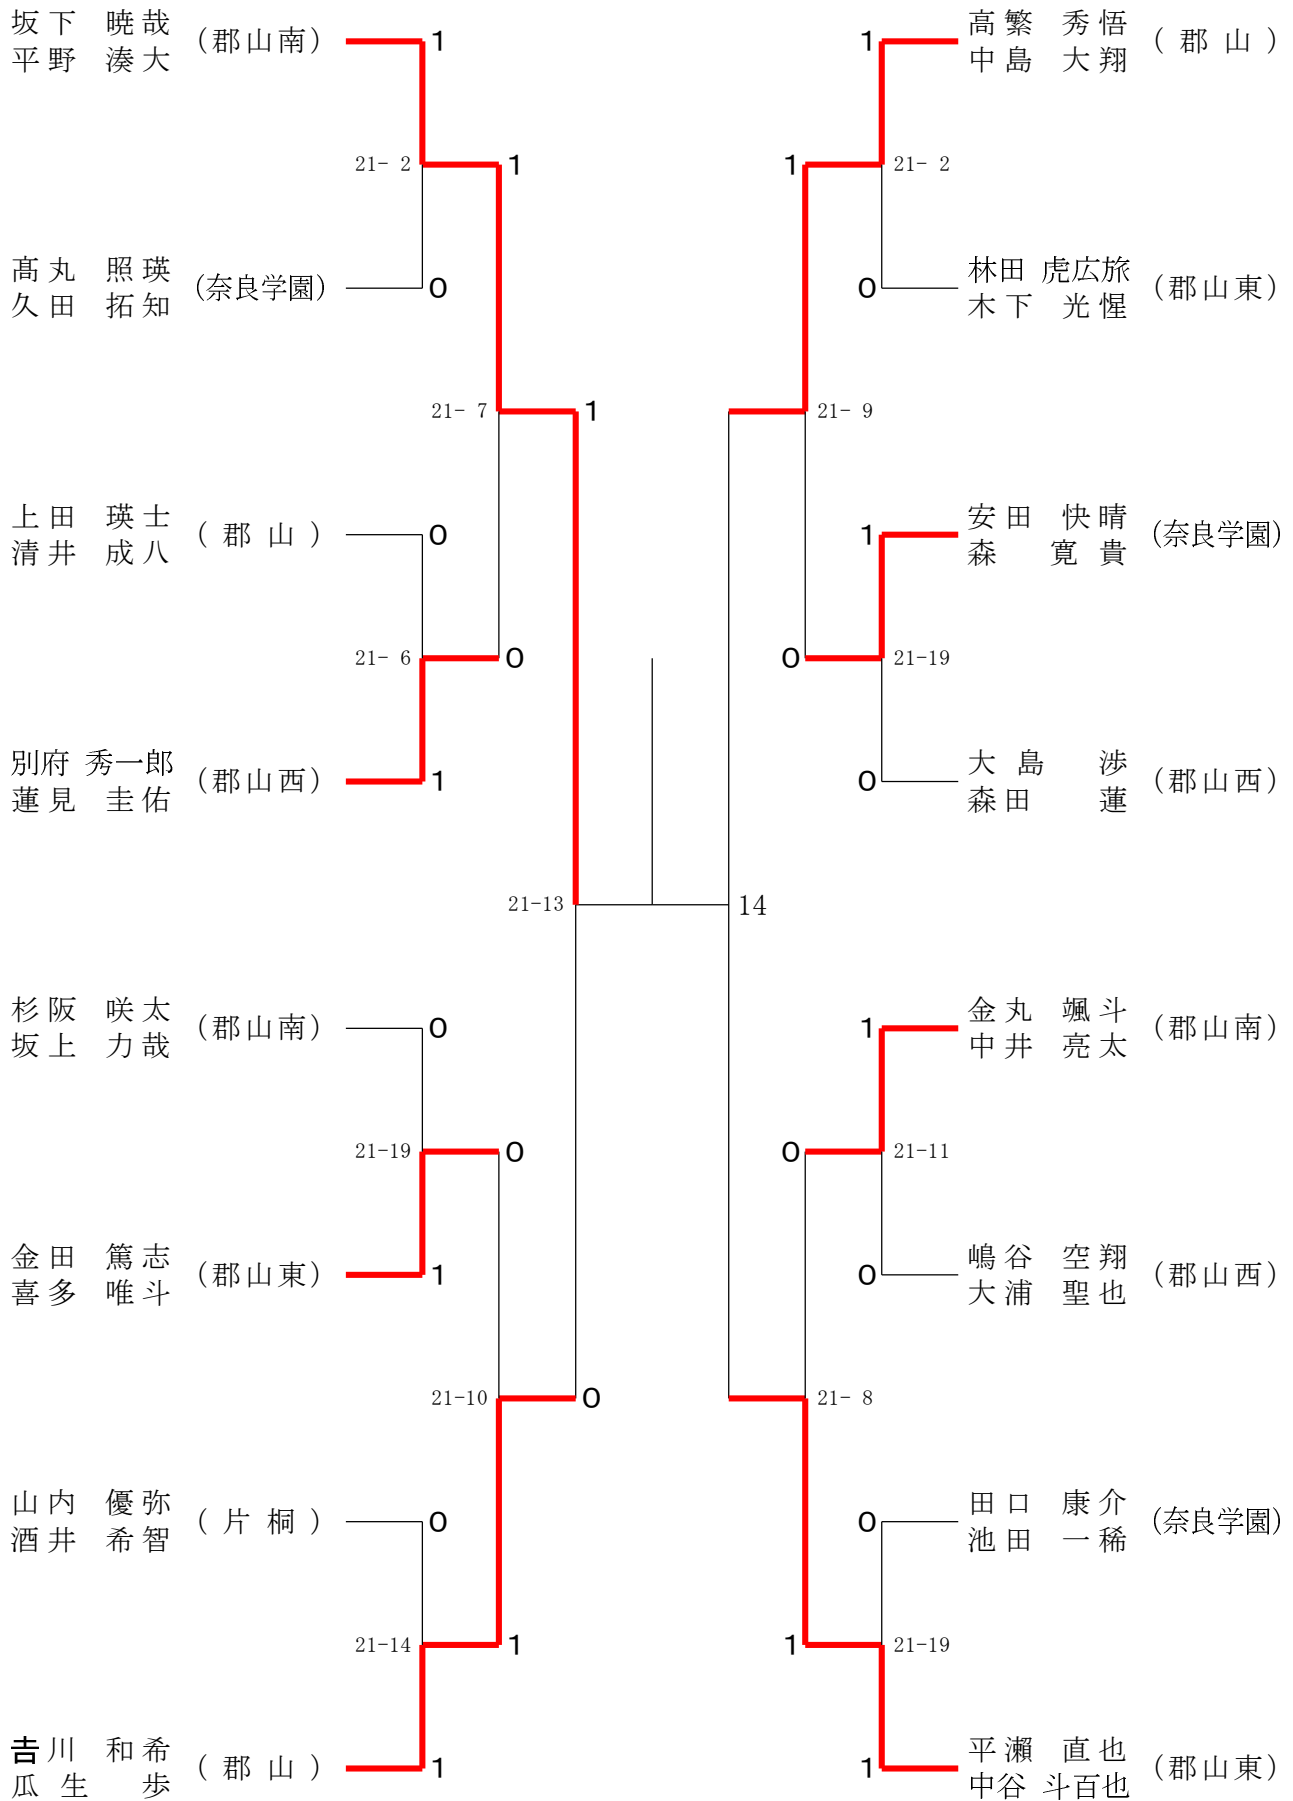 坂下 暁哉
平野 湊大
(郡山南)
1
21- 2
1
髙丸 照瑛
久田 拓知
(奈良学園)
0
21- 7
1
上田 瑛士
清井 成八
(郡山)
0
21- 6
0
別府 秀一郎
蓮見 圭佑
(郡山西)
1
21-13
杉阪 咲太
坂上 力哉
(郡山南)
0
21-19
0
金田 篤志
喜多 唯斗
(郡山東)
1
21-10
0
山内 優弥
酒井 希智
(片桐)
0
21-14
1
𠮷川 和希
瓜生 歩
(郡山)
1
1
高繁 秀悟
中島 大翔
(郡山)
1
21- 2
0
林田 虎広旅
木下 光惺
(郡山東)
21- 9
1
安田 快晴
森 寛貴
(奈良学園)
0
21-19
0
大島 渉
森田 蓮
(郡山西)
14
1
金丸 颯斗
中井 亮太
(郡山南)
0
21-11
0
嶋谷 空翔
大浦 聖也
(郡山西)
21- 8
0
田口 康介
池田 一稀
(奈良学園)
1
21-19
1
平瀬 直也
中谷 斗百也
(郡山東)